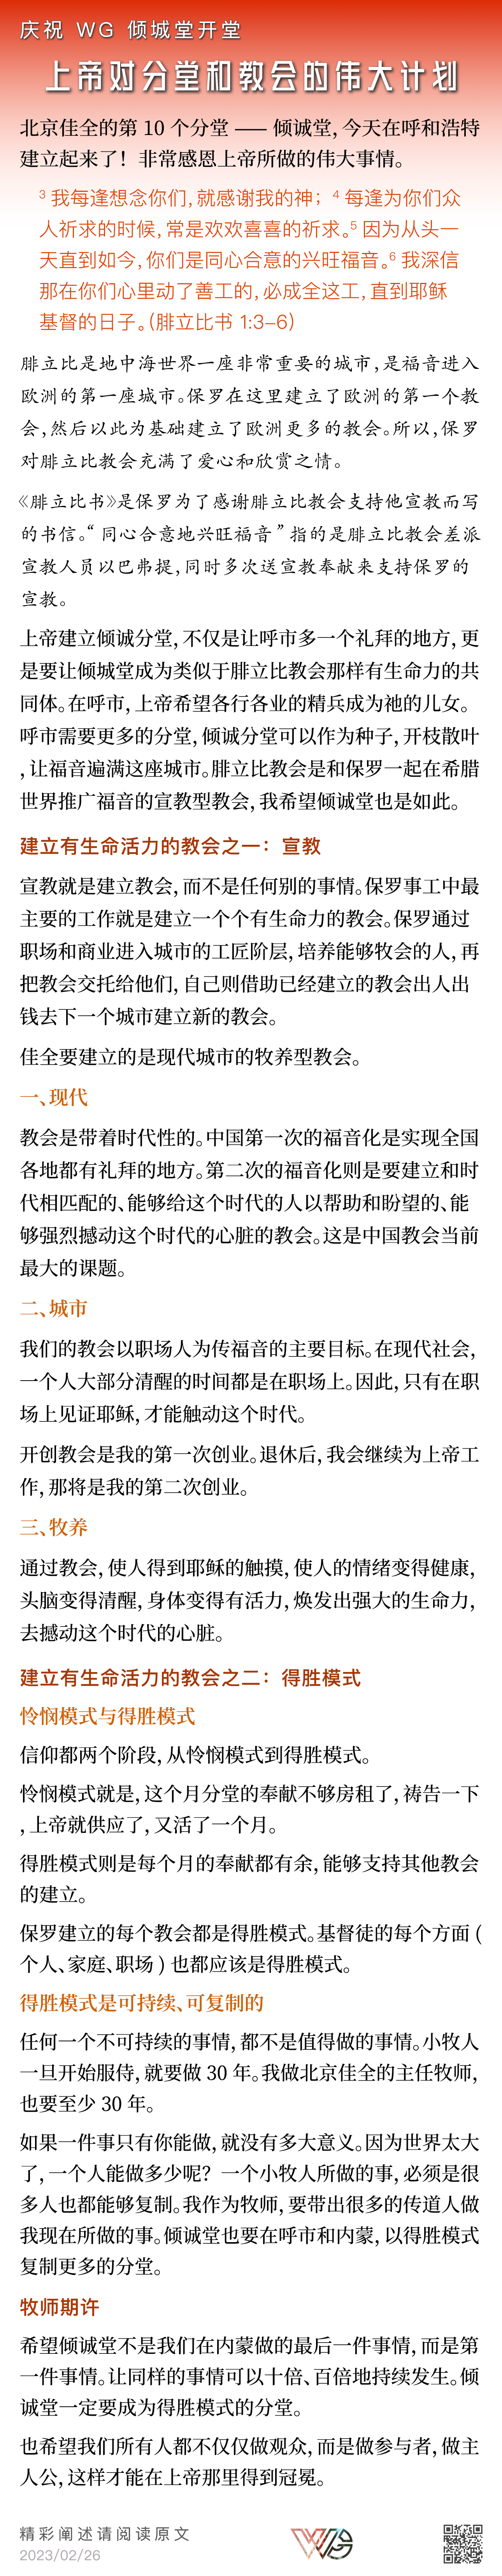 庆祝 WG 倾城堂开堂
上帝对分堂和教会的伟大计划
北京佳全的第 10 个分堂 —— 倾诚堂, 今天在呼和浩特
建立起来了！非常感恩上帝所做的伟大事情。
3 我每逢想念你们, 就感谢我的神； 4 每逢为你们众
人祈求的时候, 常是欢欢喜喜的祈求。5 因为从头一
天直到如今, 你们是同心合意的兴旺福音。6 我深信
那在你们心里动了善工的, 必成全这工, 直到耶稣
基督的日子。(腓立比书 1:3-6)
腓立比是地中海世界一座非常重要的城市, 是福音进入
欧洲的第一座城市。保罗在这里建立了欧洲的第一个教
会, 然后以此为基础建立了欧洲更多的教会。所以, 保罗
对腓立比教会充满了爱心和欣赏之情。
《腓立比书》是保罗为了感谢腓立比教会支持他宣教而写
的书信。“ 同心合意地兴旺福音 ” 指的是腓立比教会差派
宣教人员以巴弗提, 同时多次送宣教奉献来支持保罗的
宣教。
上帝建立倾诚分堂, 不仅是让呼市多一个礼拜的地方, 更
是要让倾城堂成为类似于腓立比教会那样有生命力的共
同体。在呼市, 上帝希望各行各业的精兵成为祂的儿女。
呼市需要更多的分堂, 倾诚分堂可以作为种子, 开枝散叶
, 让福音遍满这座城市。腓立比教会是和保罗一起在希腊
世界推广福音的宣教型教会, 我希望倾诚堂也是如此。
建立有生命活力的教会之一：宣教
宣教就是建立教会, 而不是任何别的事情。保罗事工中最
主要的工作就是建立一个个有生命力的教会。保罗通过
职场和商业进入城市的工匠阶层, 培养能够牧会的人, 再
把教会交托给他们, 自己则借助已经建立的教会出人出
钱去下一个城市建立新的教会。
佳全要建立的是现代城市的牧养型教会。
一、现代
教会是带着时代性的。中国第一次的福音化是实现全国
各地都有礼拜的地方。第二次的福音化则是要建立和时
代相匹配的、能够给这个时代的人以帮助和盼望的、能
够强烈撼动这个时代的心脏的教会。这是中国教会当前
最大的课题。
二、城市
我们的教会以职场人为传福音的主要目标。在现代社会,
一个人大部分清醒的时间都是在职场上。因此, 只有在职
场上见证耶稣, 才能触动这个时代。
开创教会是我的第一次创业。退休后, 我会继续为上帝工
作, 那将是我的第二次创业。
三、牧养
通过教会, 使人得到耶稣的触摸, 使人的情绪变得健康,
头脑变得清醒, 身体变得有活力, 焕发出强大的生命力,
去撼动这个时代的心脏。
建立有生命活力的教会之二：得胜模式
怜悯模式与得胜模式
信仰都两个阶段, 从怜悯模式到得胜模式。
怜悯模式就是, 这个月分堂的奉献不够房租了, 祷告一下
, 上帝就供应了, 又活了一个月。
得胜模式则是每个月的奉献都有余, 能够支持其他教会
的建立。
保罗建立的每个教会都是得胜模式。基督徒的每个方面 (
个人、家庭、职场 ) 也都应该是得胜模式。
得胜模式是可持续、可复制的
任何一个不可持续的事情, 都不是值得做的事情。小牧人
一旦开始服侍, 就要做 30 年。我做北京佳全的主任牧师,
也要至少 30 年。
如果一件事只有你能做, 就没有多大意义。因为世界太大
了, 一个人能做多少呢？一个小牧人所做的事, 必须是很
多人也都能够复制。我作为牧师, 要带出很多的传道人做
我现在所做的事。倾诚堂也要在呼市和内蒙, 以得胜模式
复制更多的分堂。
牧师期许
希望倾诚堂不是我们在内蒙做的最后一件事情, 而是第
一件事情。让同样的事情可以十倍、百倍地持续发生。倾
诚堂一定要成为得胜模式的分堂。
也希望我们所有人都不仅仅做观众, 而是做参与者, 做主
人公, 这样才能在上帝那里得到冠冕。
精彩阐述请阅读原文
2023/02/26